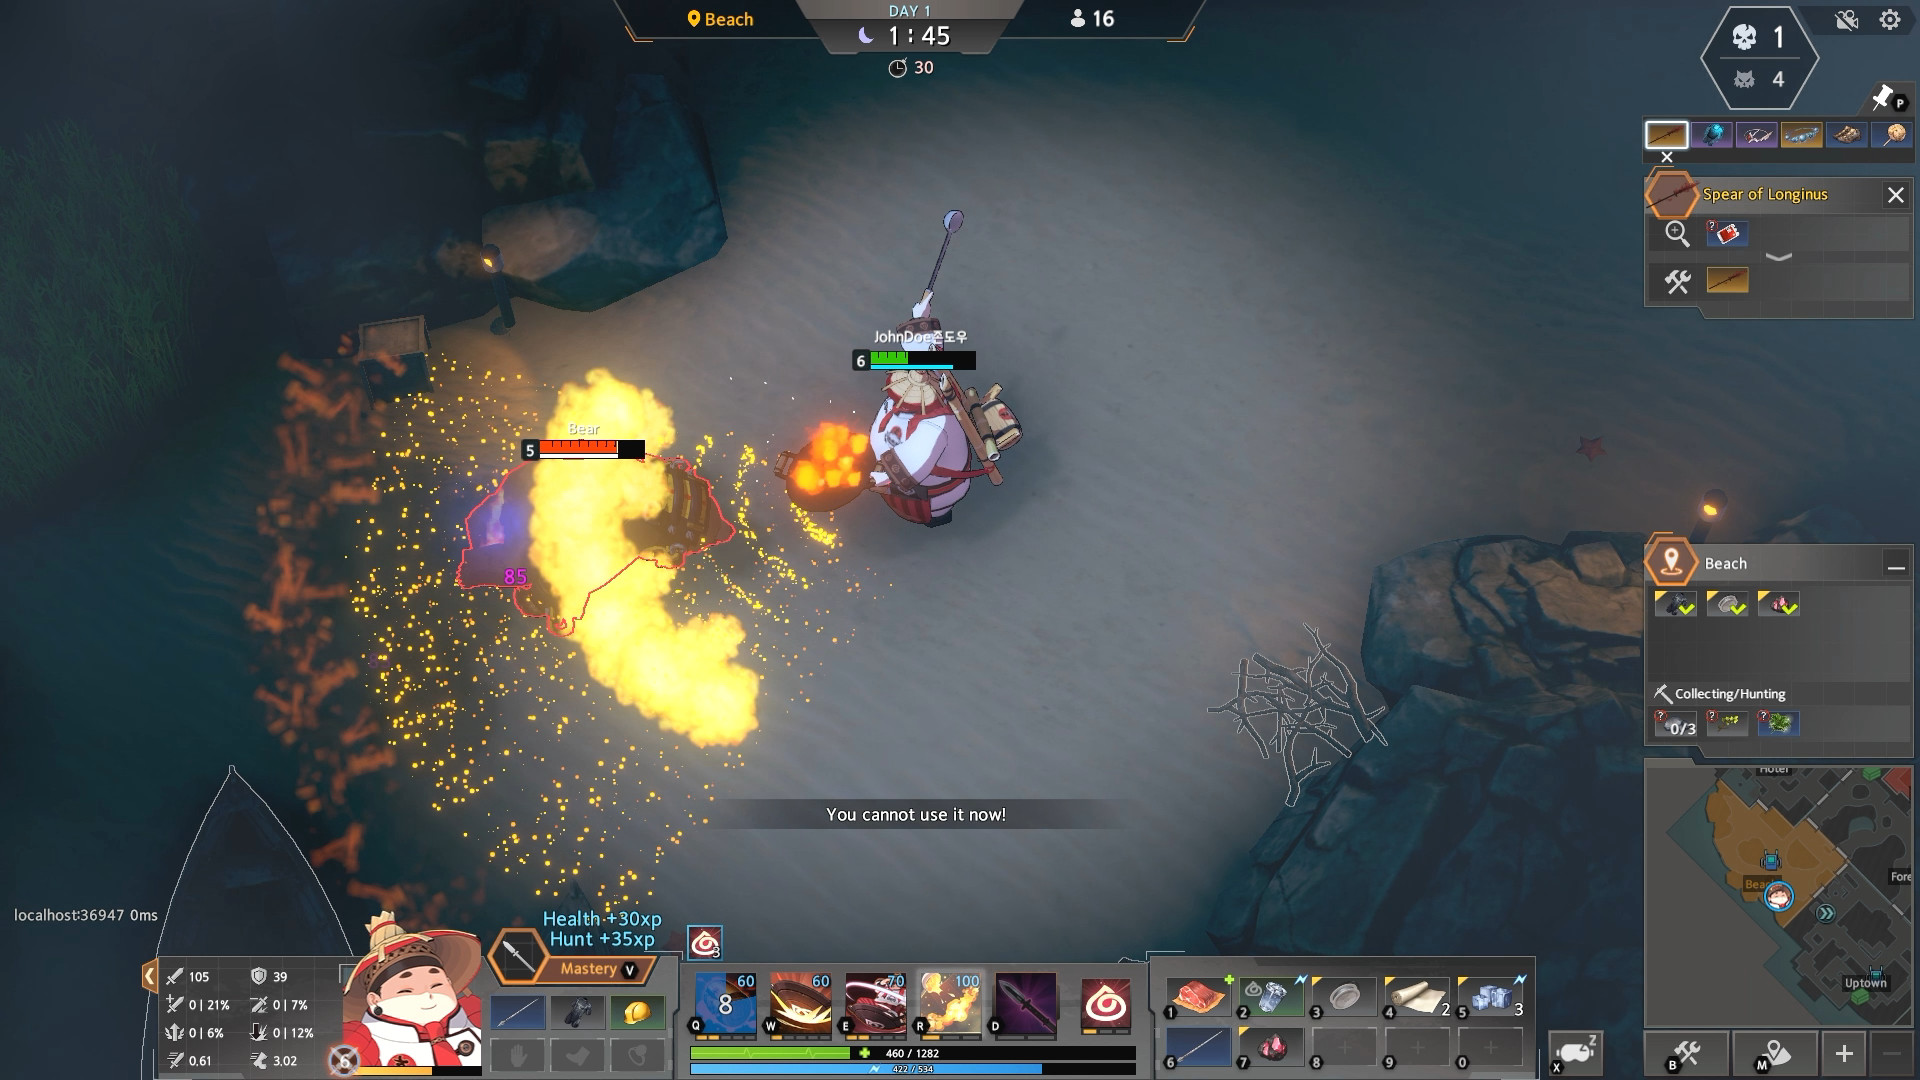 Beach
DAY 1
1 : 45
30
16
1
4
P
Spear of Longinus
JohnDoe존도우
6
Bear
5
85
Beach
Collecting/Hunting
0/3
You cannot use it now!
Hotel
Fore
Uptown
localhost:36947 0ms
Health +30xp
Hunt +35xp
Mastery V
3
105
39
0 | 21%
0 | 7%
0 | 6%
0 | 12%
0.61
3.02
6
60
8
Q
60
W
70
E
100
R
D
460 / 1282
422 / 534
1
2
3
4
2
5
3
6
7
8
9
0
Z
X
B
M